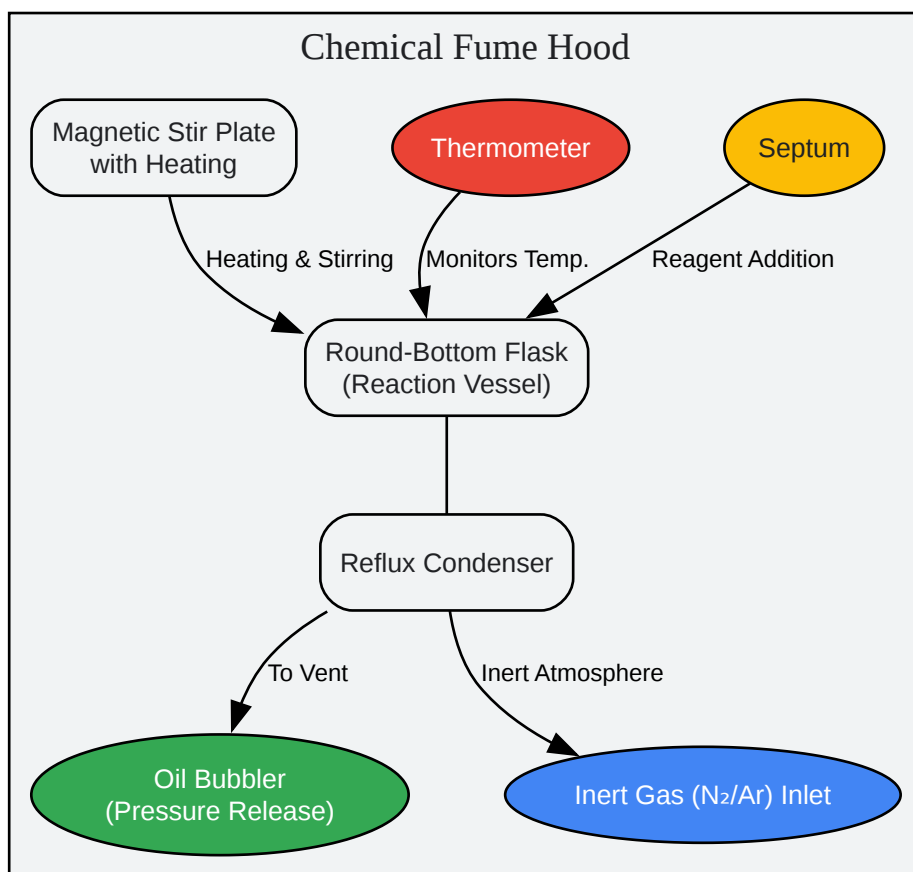 Chemical Fume Hood
Magnetic Stir Plate
with Heating
Thermometer
Septum
Heating & Stirring
Monitors Temp.
Reagent Addition
Round-Bottom Flask
(Reaction Vessel)
Reflux Condenser
To Vent
Inert Atmosphere
Oil Bubbler
(Pressure Release)
Inert Gas (N₂/Ar) Inlet